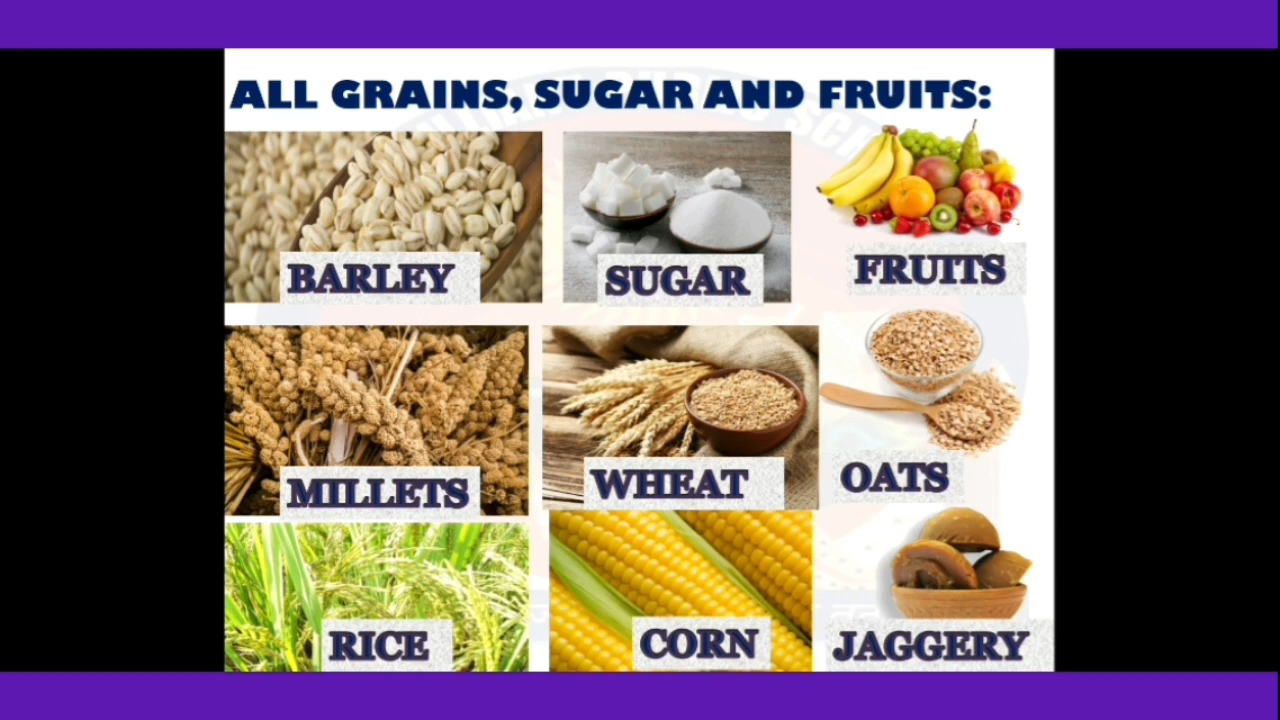 ALL GRAINS, SUGAR AND FRUITS:
BARLEY
SUGAR
FRUITS
MILLETS
WHEAT
OATS
RICE
CORN
JAGGERY